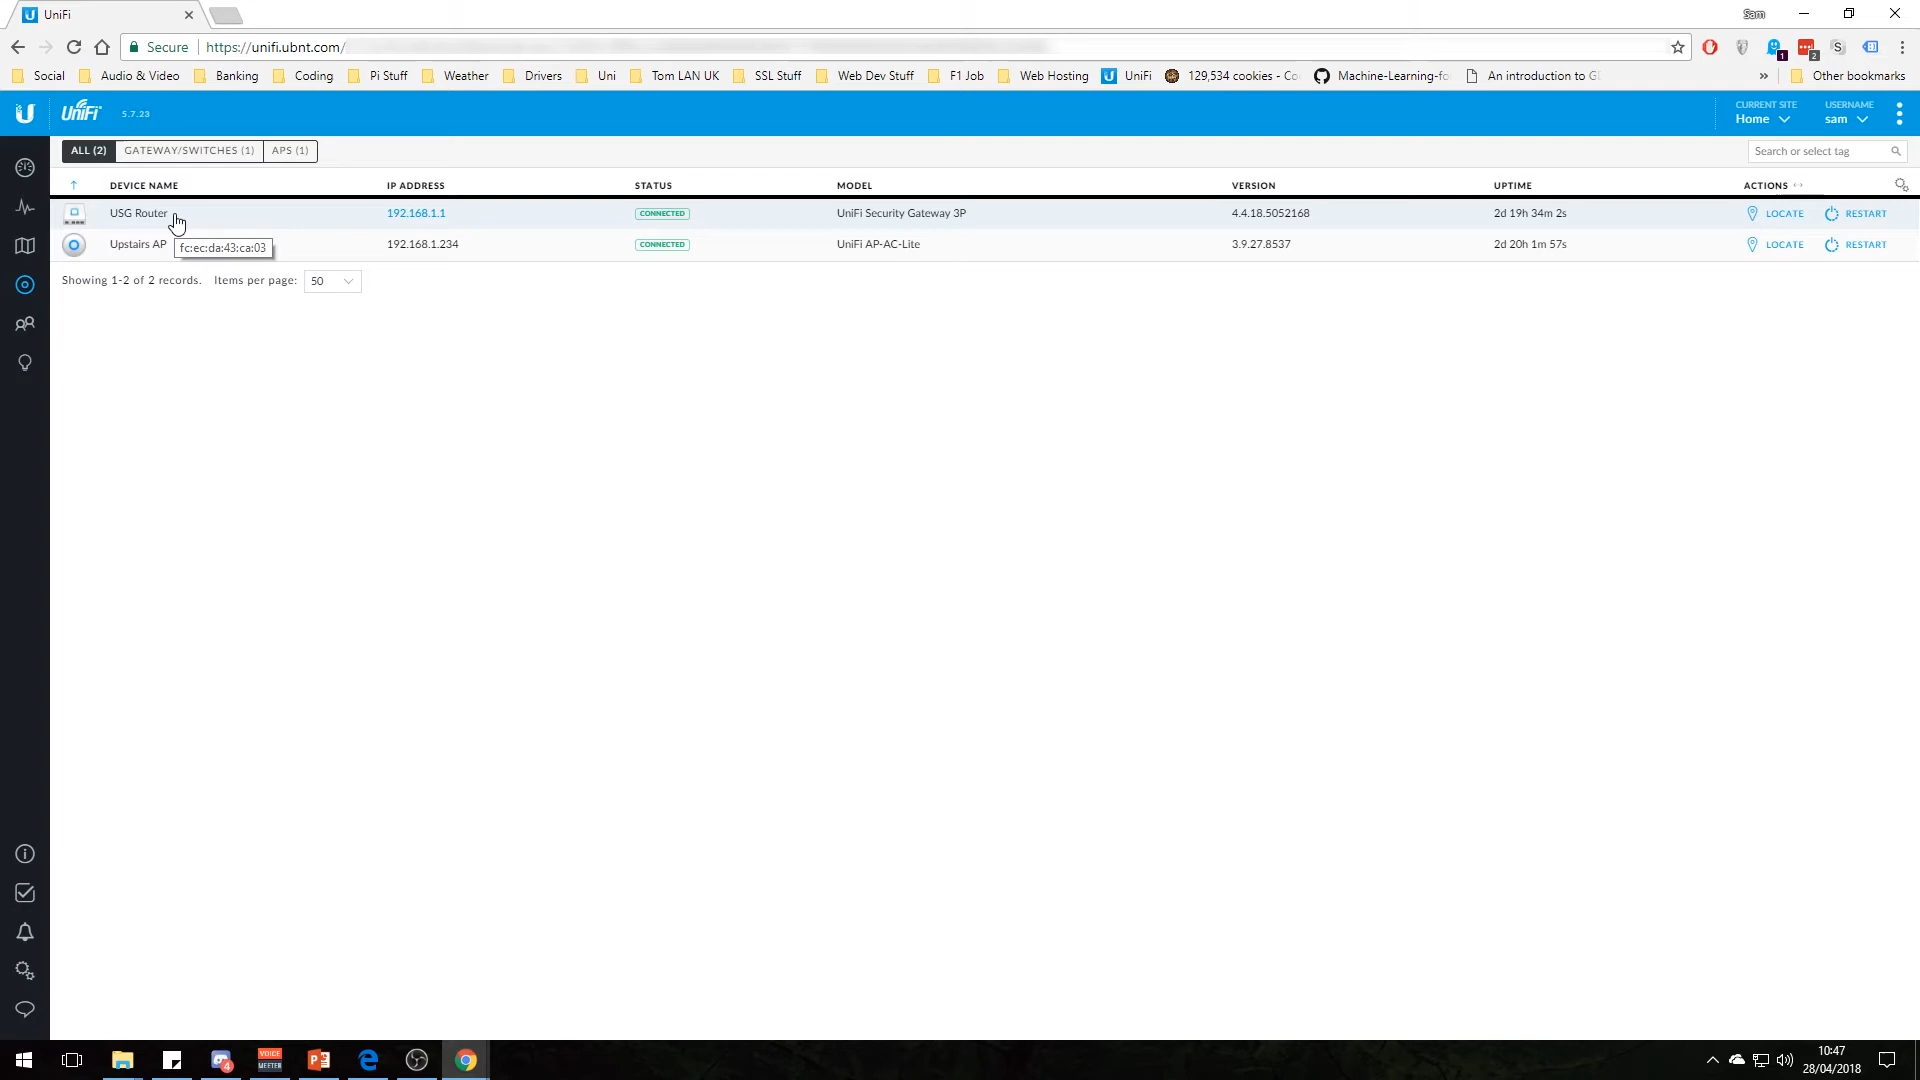 UniFi
Sam
Secure https://unifi.ubnt.com/
1 2 S
Social Audio & Video Banking Coding Pi Stuff Weather Drivers Uni Tom LAN UK SSL Stuff Web Dev Stuff F1 Job Web Hosting UniFi 129,534 cookies - Co Machine-Learning-fo An introduction to G » Other bookmarks
UniFi 5.7.23
CURRENT SITE USERNAME
Home sam
ALL (2) GATEWAY/SWITCHES (1) APS (1) Search or select tag
DEVICE NAME IP ADDRESS STATUS MODEL VERSION UPTIME ACTIONS
USG Router 192.168.1.1 CONNECTED UniFi Security Gateway 3P 4.4.18.5052168 2d 19h 34m 2s LOCATE RESTART
Upstairs AP 192.168.1.234 CONNECTED UniFi AP-AC-Lite 3.9.27.8537 2d 20h 1m 57s LOCATE RESTART
fc:ec:da:43:ca:03
Showing 1-2 of 2 records. Items per page: 50
4 VOICE MEETER
10:47
28/04/2018